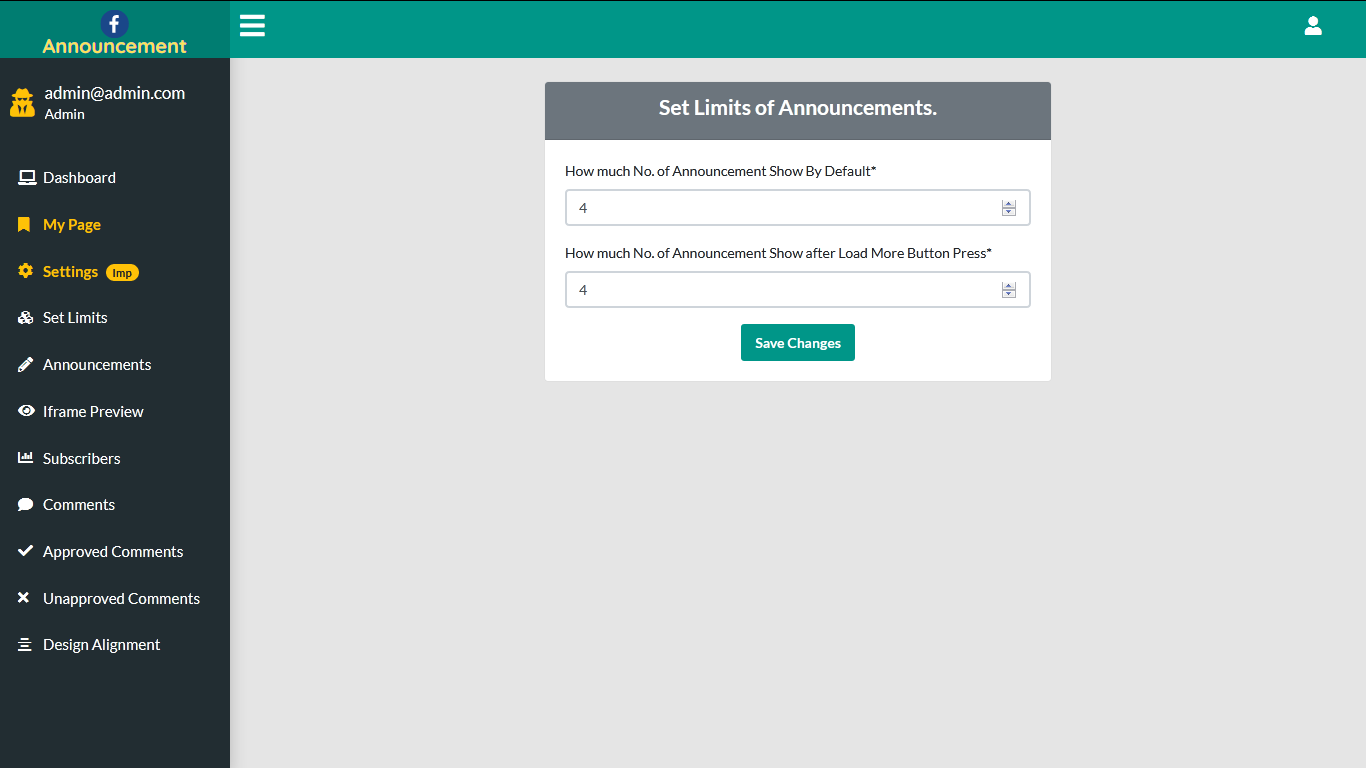 Announcement
admin@admin.com
Admin
Dashboard
My Page
Settings Imp
Set Limits
Announcements
Iframe Preview
Subscribers
Comments
Approved Comments
Unapproved Comments
Design Alignment
Set Limits of Announcements.
How much No. of Announcement Show By Default*
4
How much No. of Announcement Show after Load More Button Press*
4
Save Changes